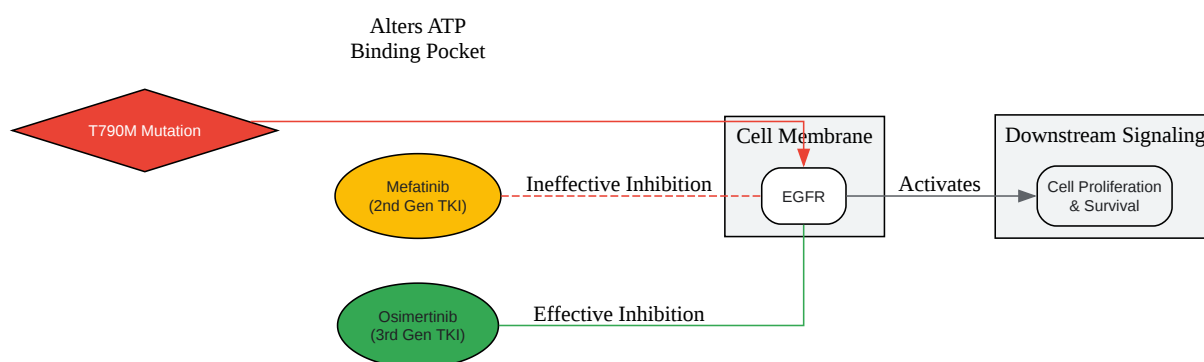 Alters ATP
Binding Pocket
T790M Mutation
Cell Membrane
Downstream Signaling
Mefatinib
(2nd Gen TKI)
Ineffective Inhibition
EGFR
Activates
Cell Proliferation
& Survival
Osimertinib
(3rd Gen TKI)
Effective Inhibition